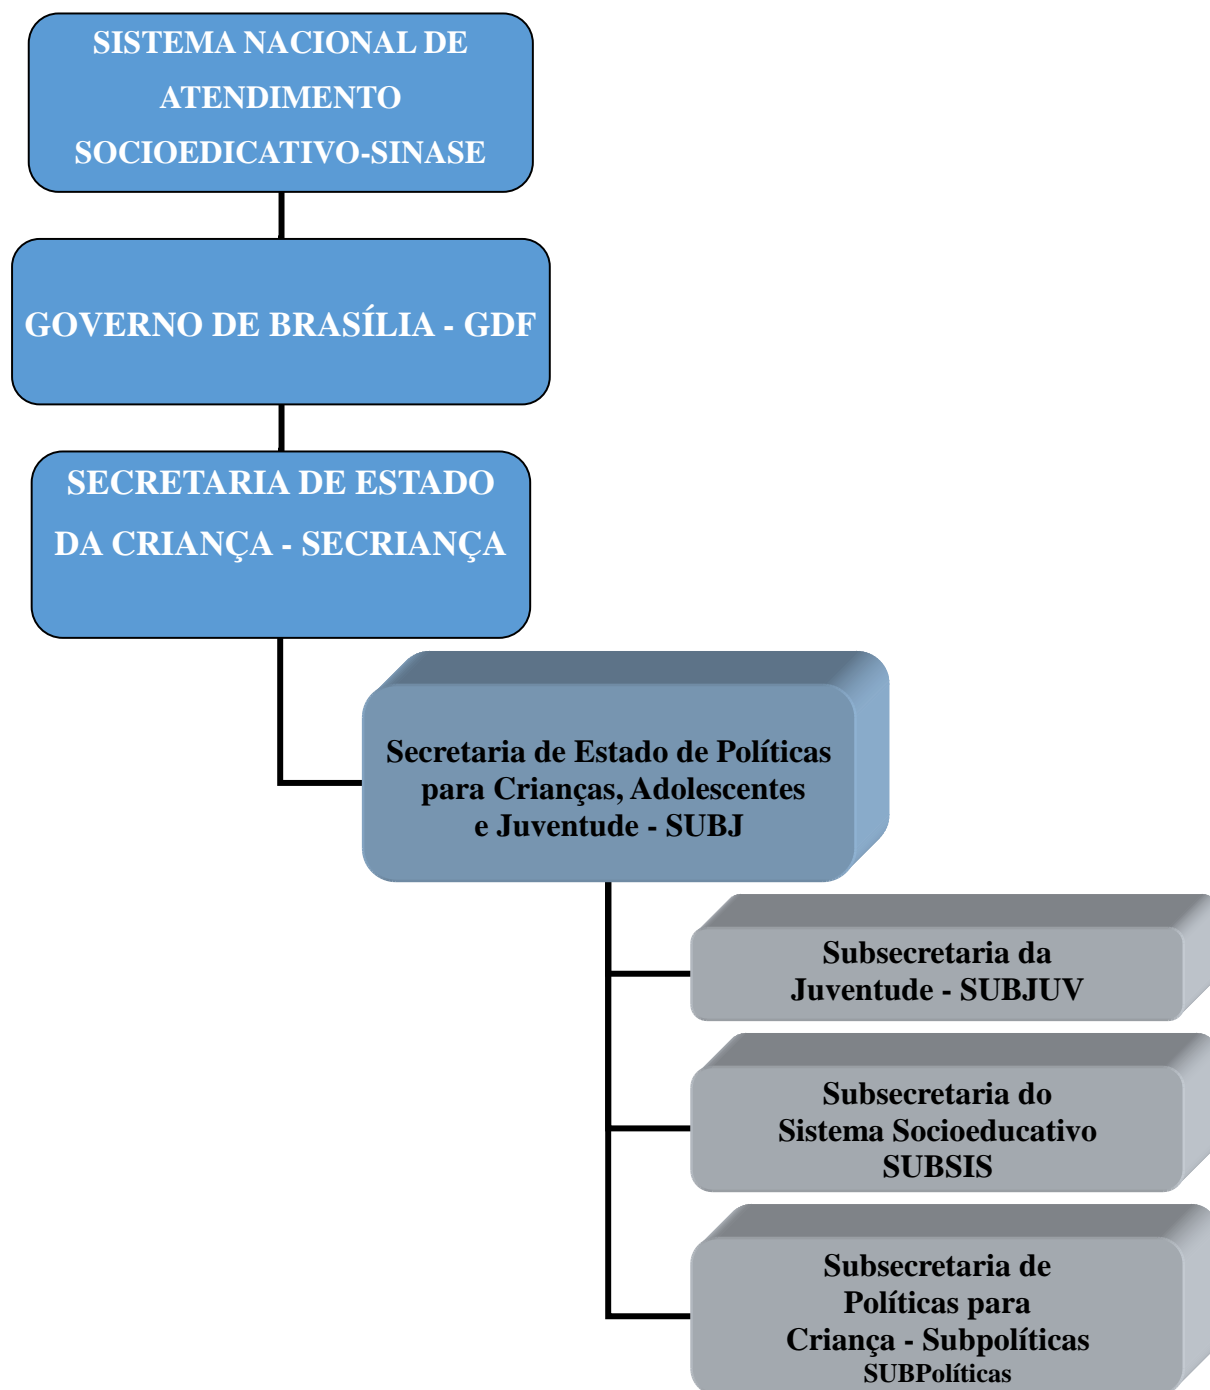 SISTEMA NACIONAL DE
ATENDIMENTO
SOCIOEDICATIVO-SINASE
GOVERNO DE BRASÍLIA - GDF
SECRETARIA DE ESTADO
DA CRIANÇA - SECRIANÇA
Secretaria de Estado de Políticas
para Crianças, Adolescentes
e Juventude - SUBJ
Subsecretaria da
Juventude - SUBJUV
Subsecretaria do
Sistema Socioeducativo
SUBSIS
Subsecretaria de
Políticas para
Criança - Subpolíticas
SUBPolíticas